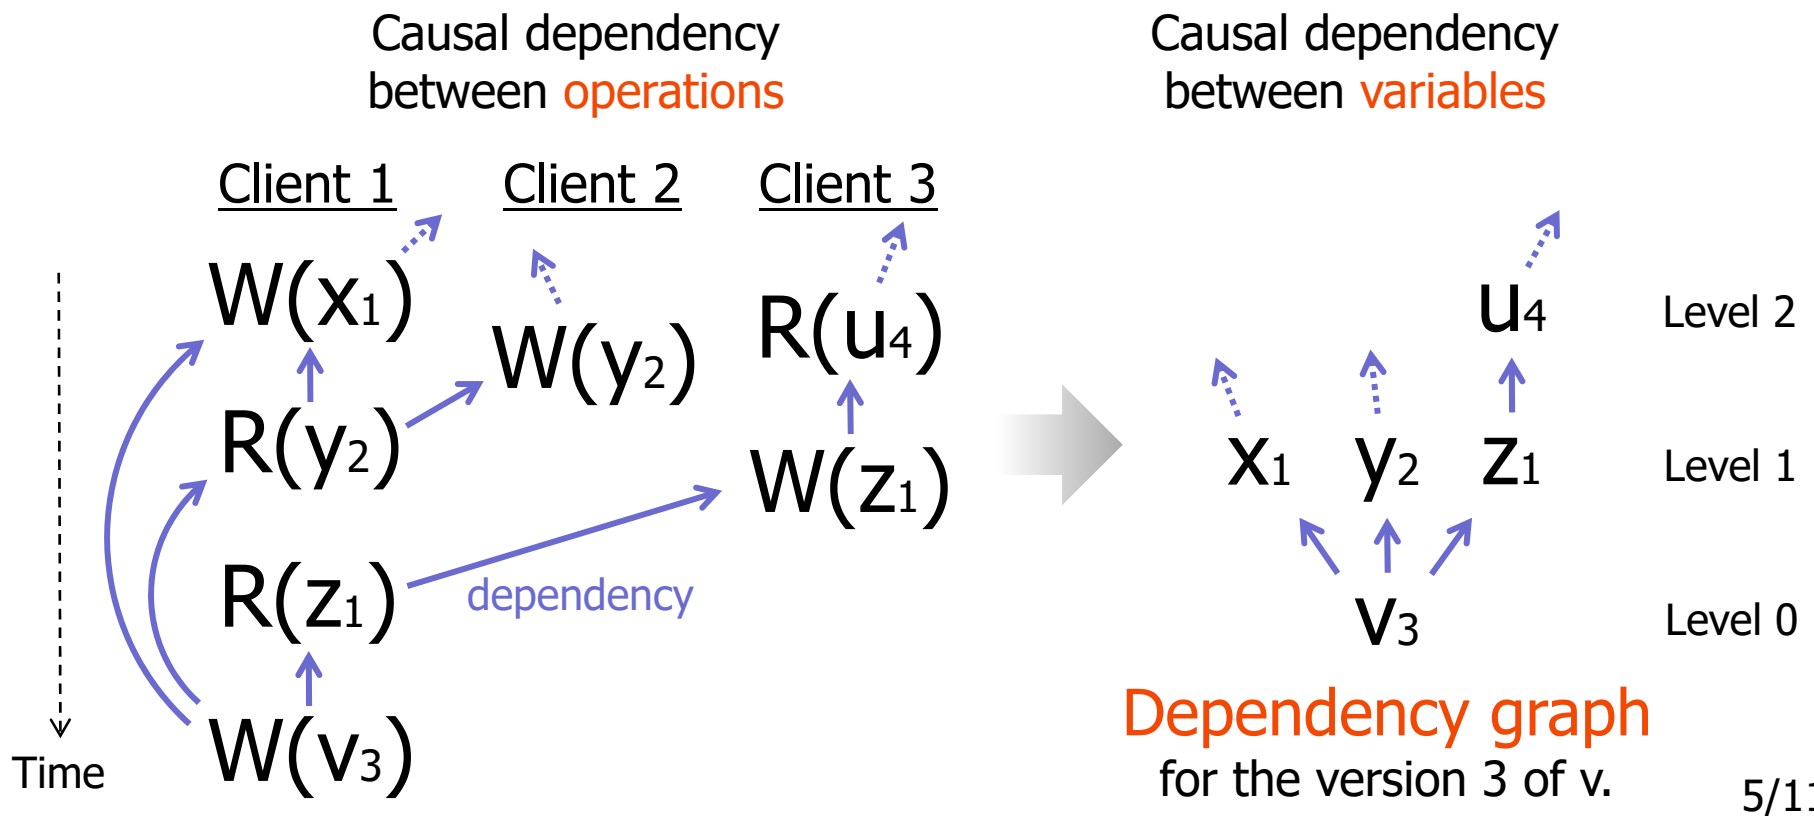 Causal dependency
between operations
Causal dependency
between variables
Client 1
Client 2
Client 3
W(x1)
W(y2)
R(u4)
R(y2)
W(z1)
R(z1)
dependency
W(v3)
Time
u4
Level 2
x1
y2
z1
Level 1
v3
Level 0
Dependency graph
for the version 3 of v.
5/11